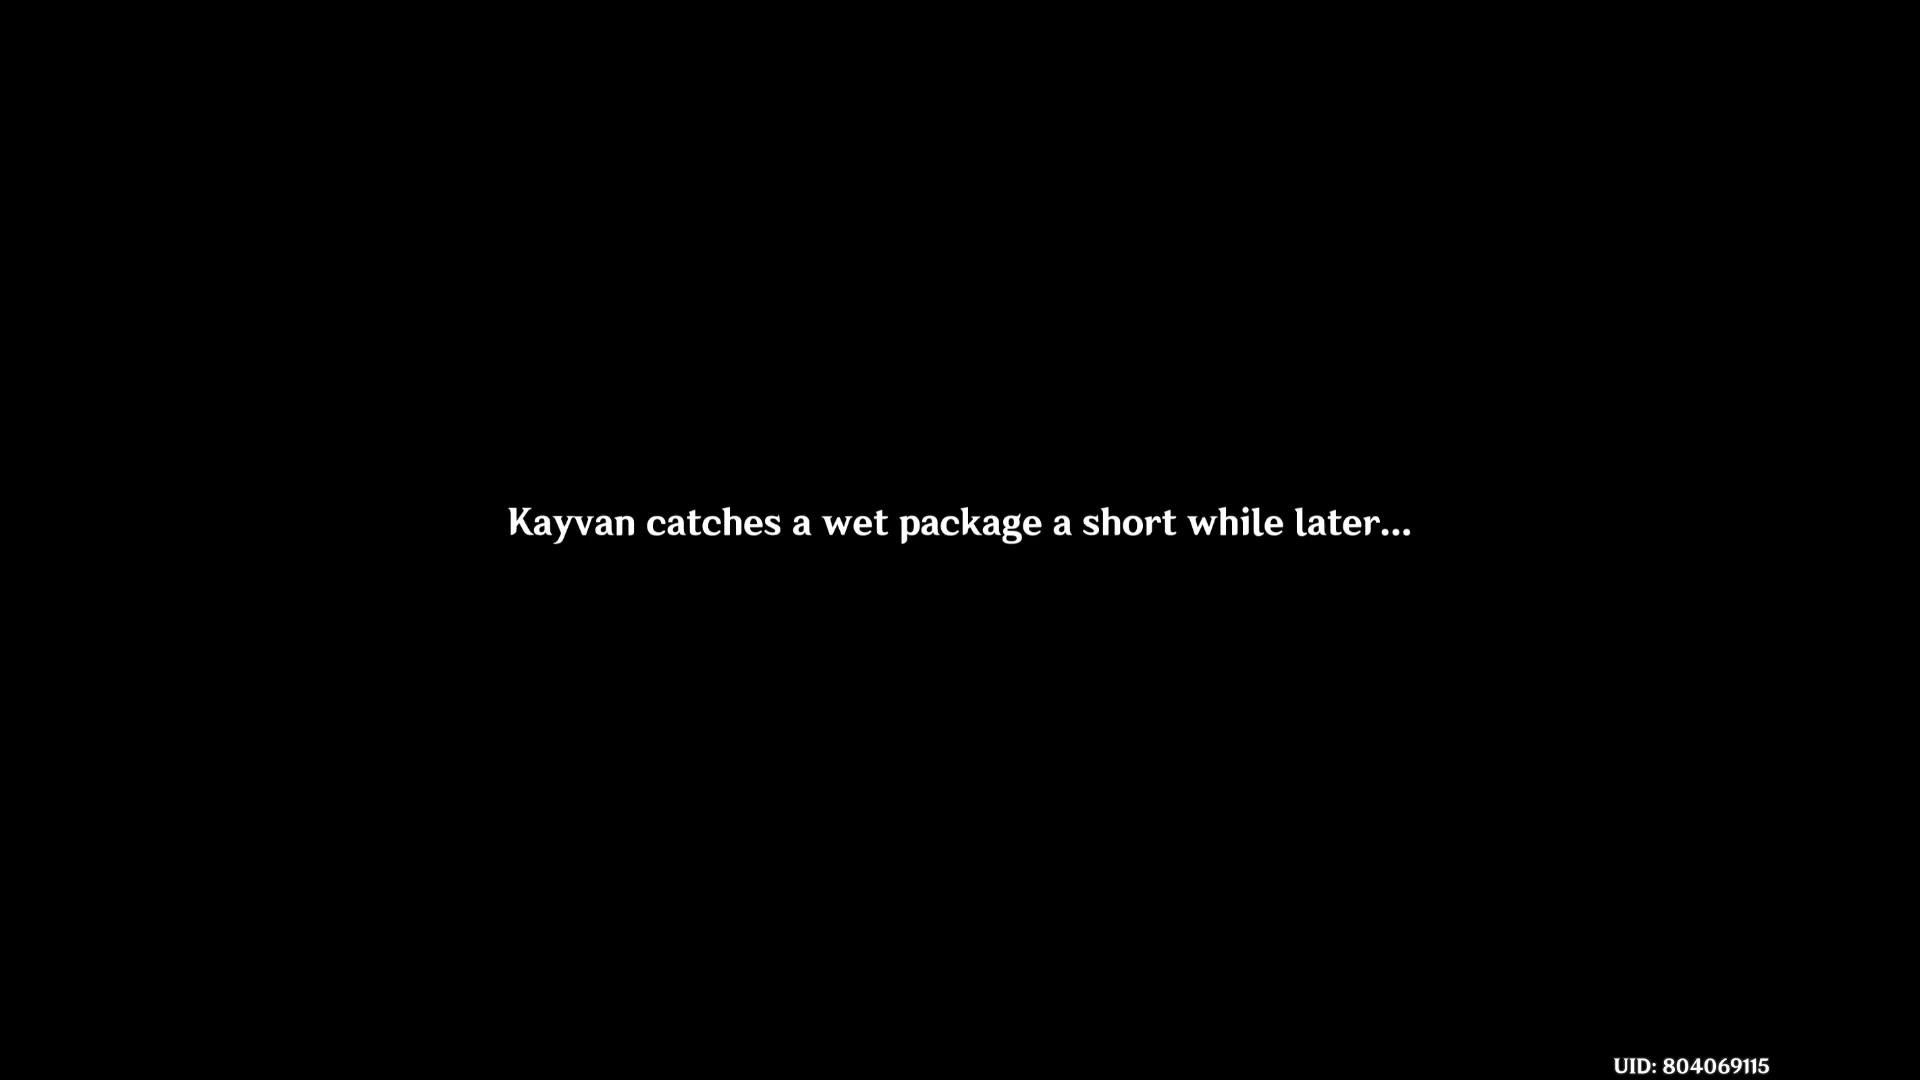 Kayvan catches a wet package a short while later...
UID: 804069115